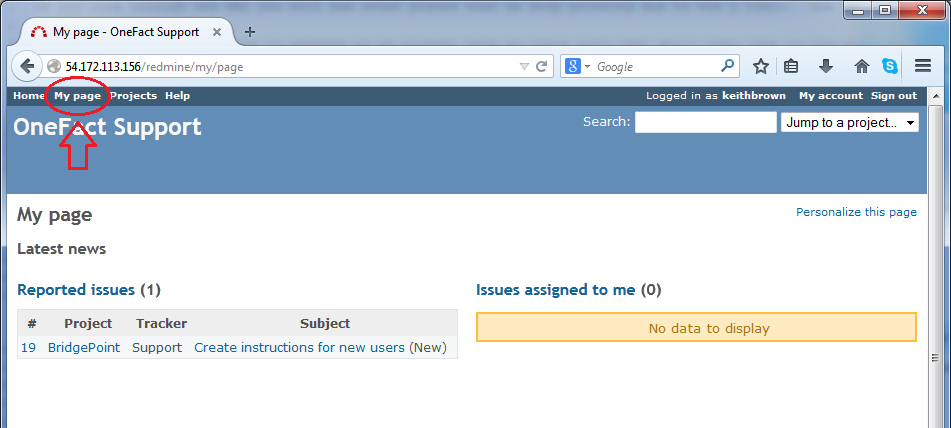 My page - OneFact Support
54.172.113.156/redmine/my/page
Google
Home My page Projects Help
Logged in as keithbrown My account Sign out
OneFact Support
Search:
Jump to a project...
My page
Personalize this page
Latest news
Reported issues (1)
Issues assigned to me (0)
# Project Tracker Subject
No data to display
19 BridgePoint Support Create instructions for new users (New)